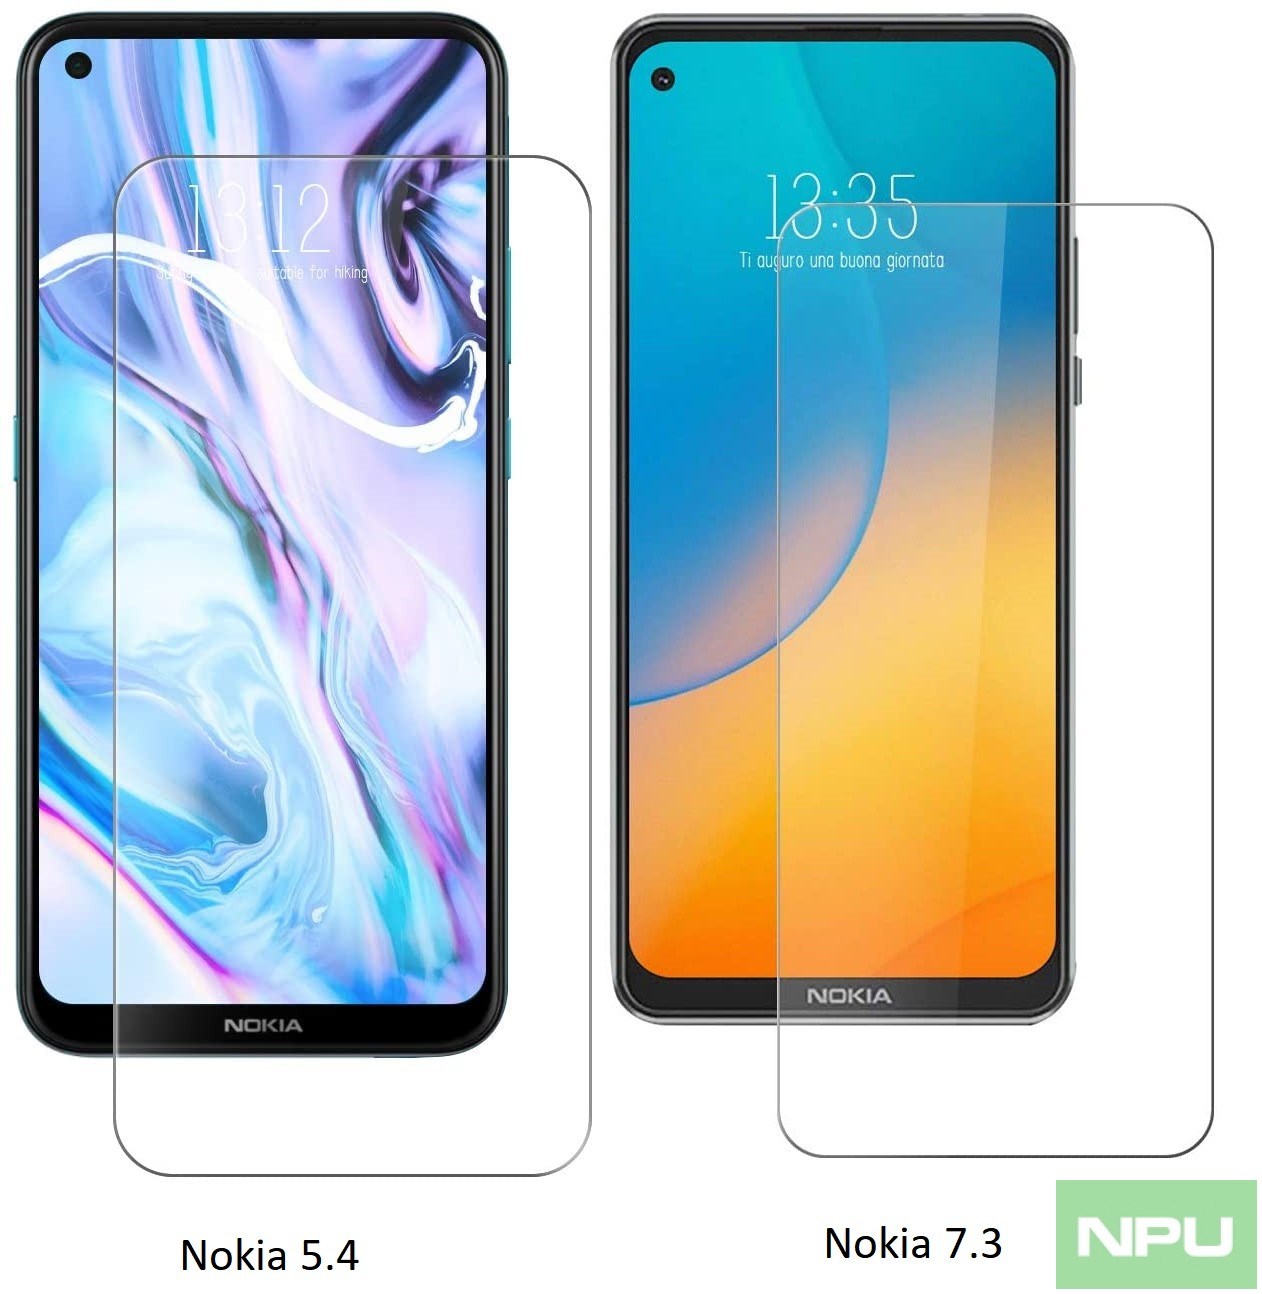 13:12
suitable for hiking
NOKIA
Nokia 5.4
13:35
Ti auguro una buona giornata
NOKIA
Nokia 7.3
NPU